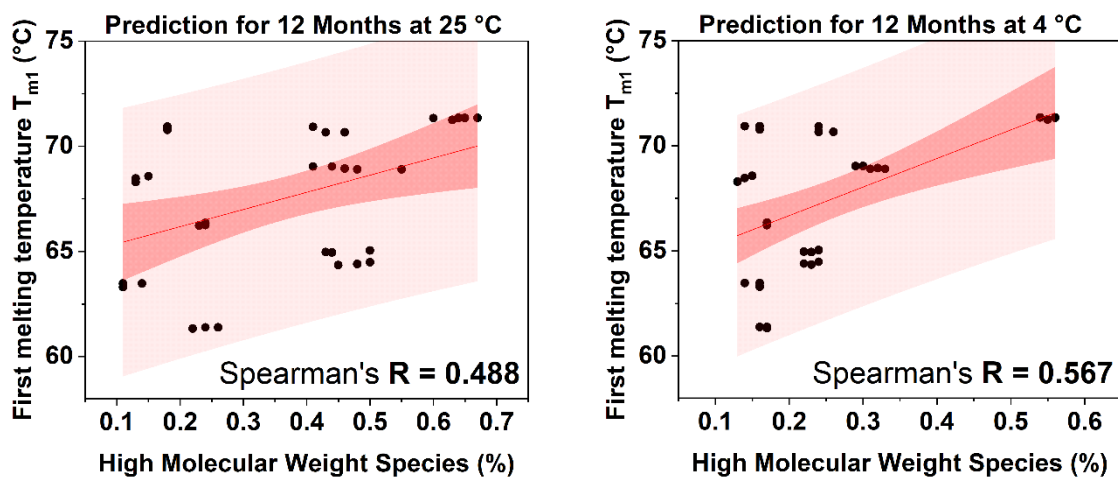 Prediction for 12 Months at 25 °C
First melting temperature Tm1 (°C)
75
70
65
60
Spearman's R = 0.488
0.1 0.2 0.3 0.4 0.5 0.6 0.7
High Molecular Weight Species (%)
Prediction for 12 Months at 4 °C
First melting temperature Tm1 (°C)
75
70
65
60
Spearman's R = 0.567
0.1 0.2 0.3 0.4 0.5 0.6
High Molecular Weight Species (%)